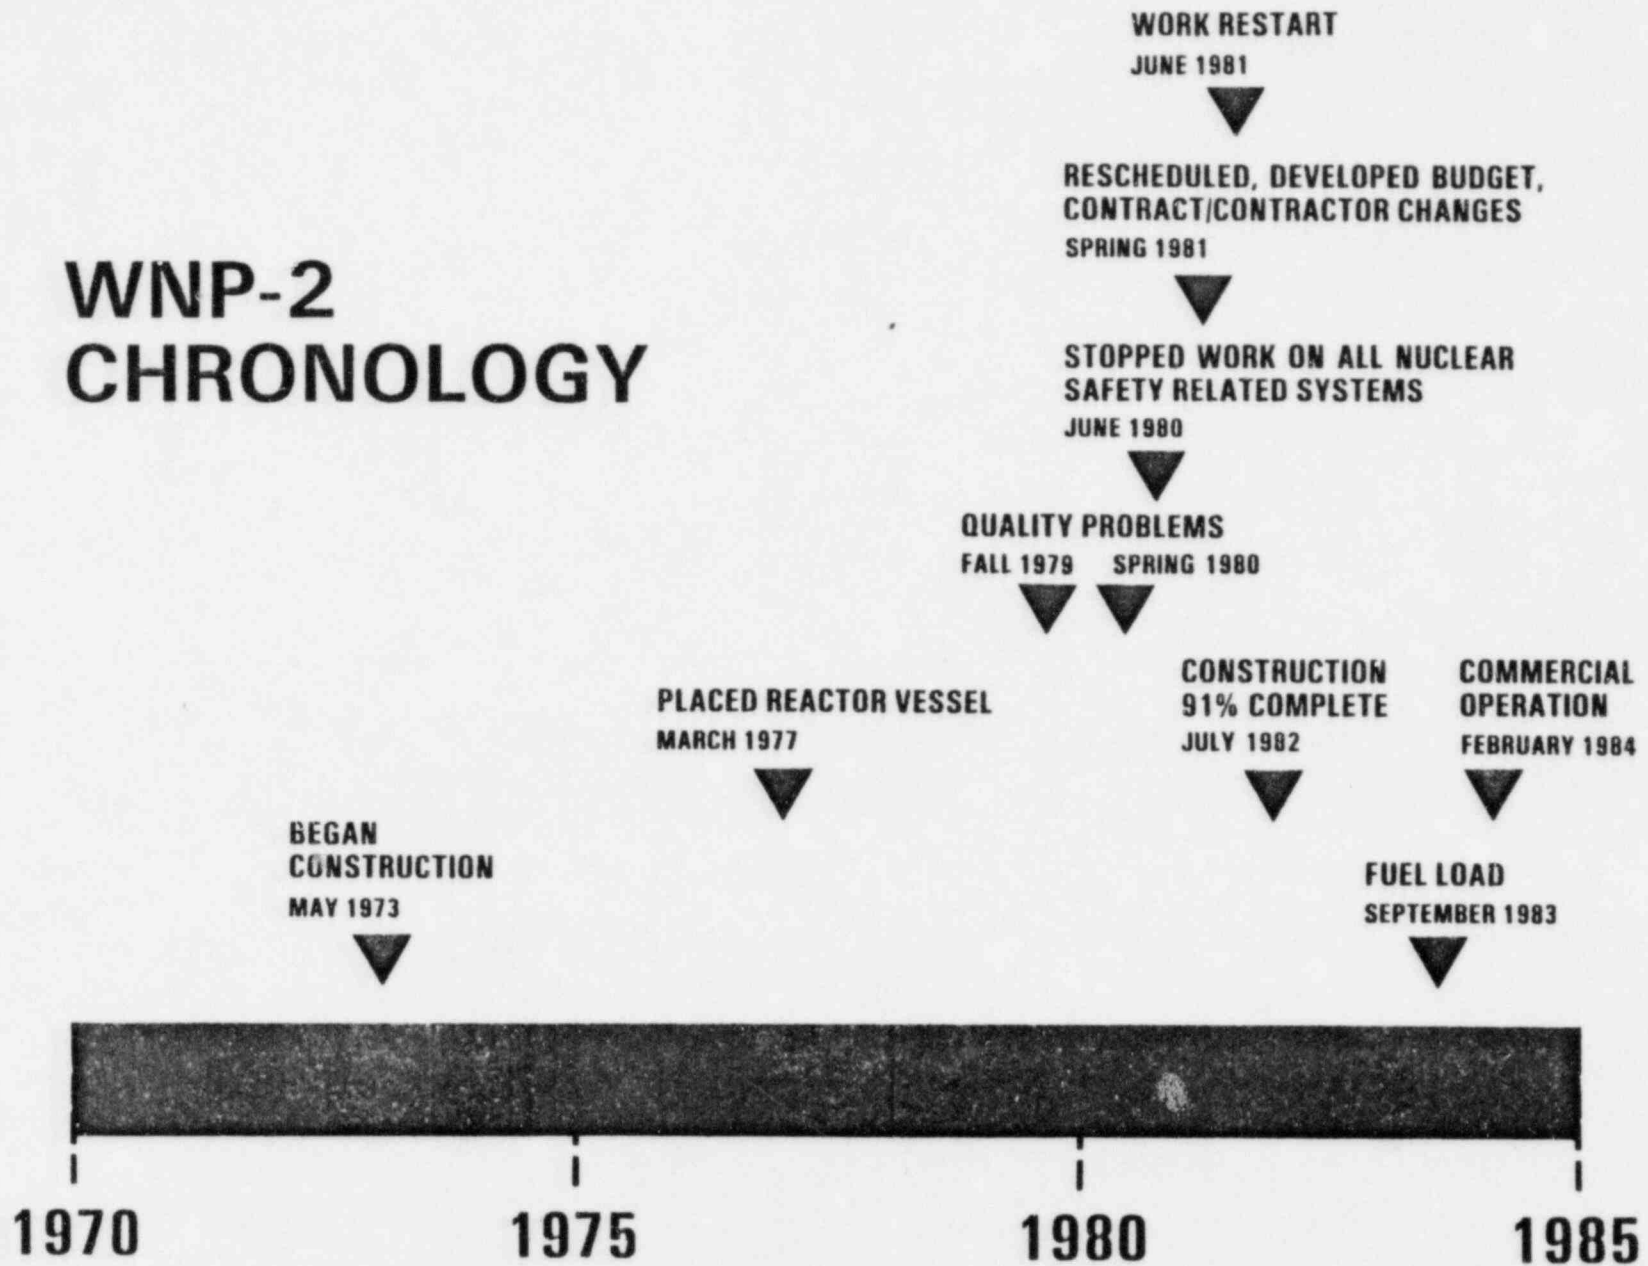 WORK RESTART
JUNE 1981
RESCHEDULED, DEVELOPED BUDGET,
CONTRACT/CONTRACTOR CHANGES
SPRING 1981
WNP-2
CHRONOLOGY
STOPPED WORK ON ALL NUCLEAR
SAFETY RELATED SYSTEMS
JUNE 1980
QUALITY PROBLEMS
FALL 1979 SPRING 1980
PLACED REACTOR VESSEL
MARCH 1977
CONSTRUCTION
91% COMPLETE
JULY 1982
COMMERCIAL
OPERATION
FEBRUARY 1984
BEGAN
CONSTRUCTION
MAY 1973
FUEL LOAD
SEPTEMBER 1983
1970 1975 1980 1985